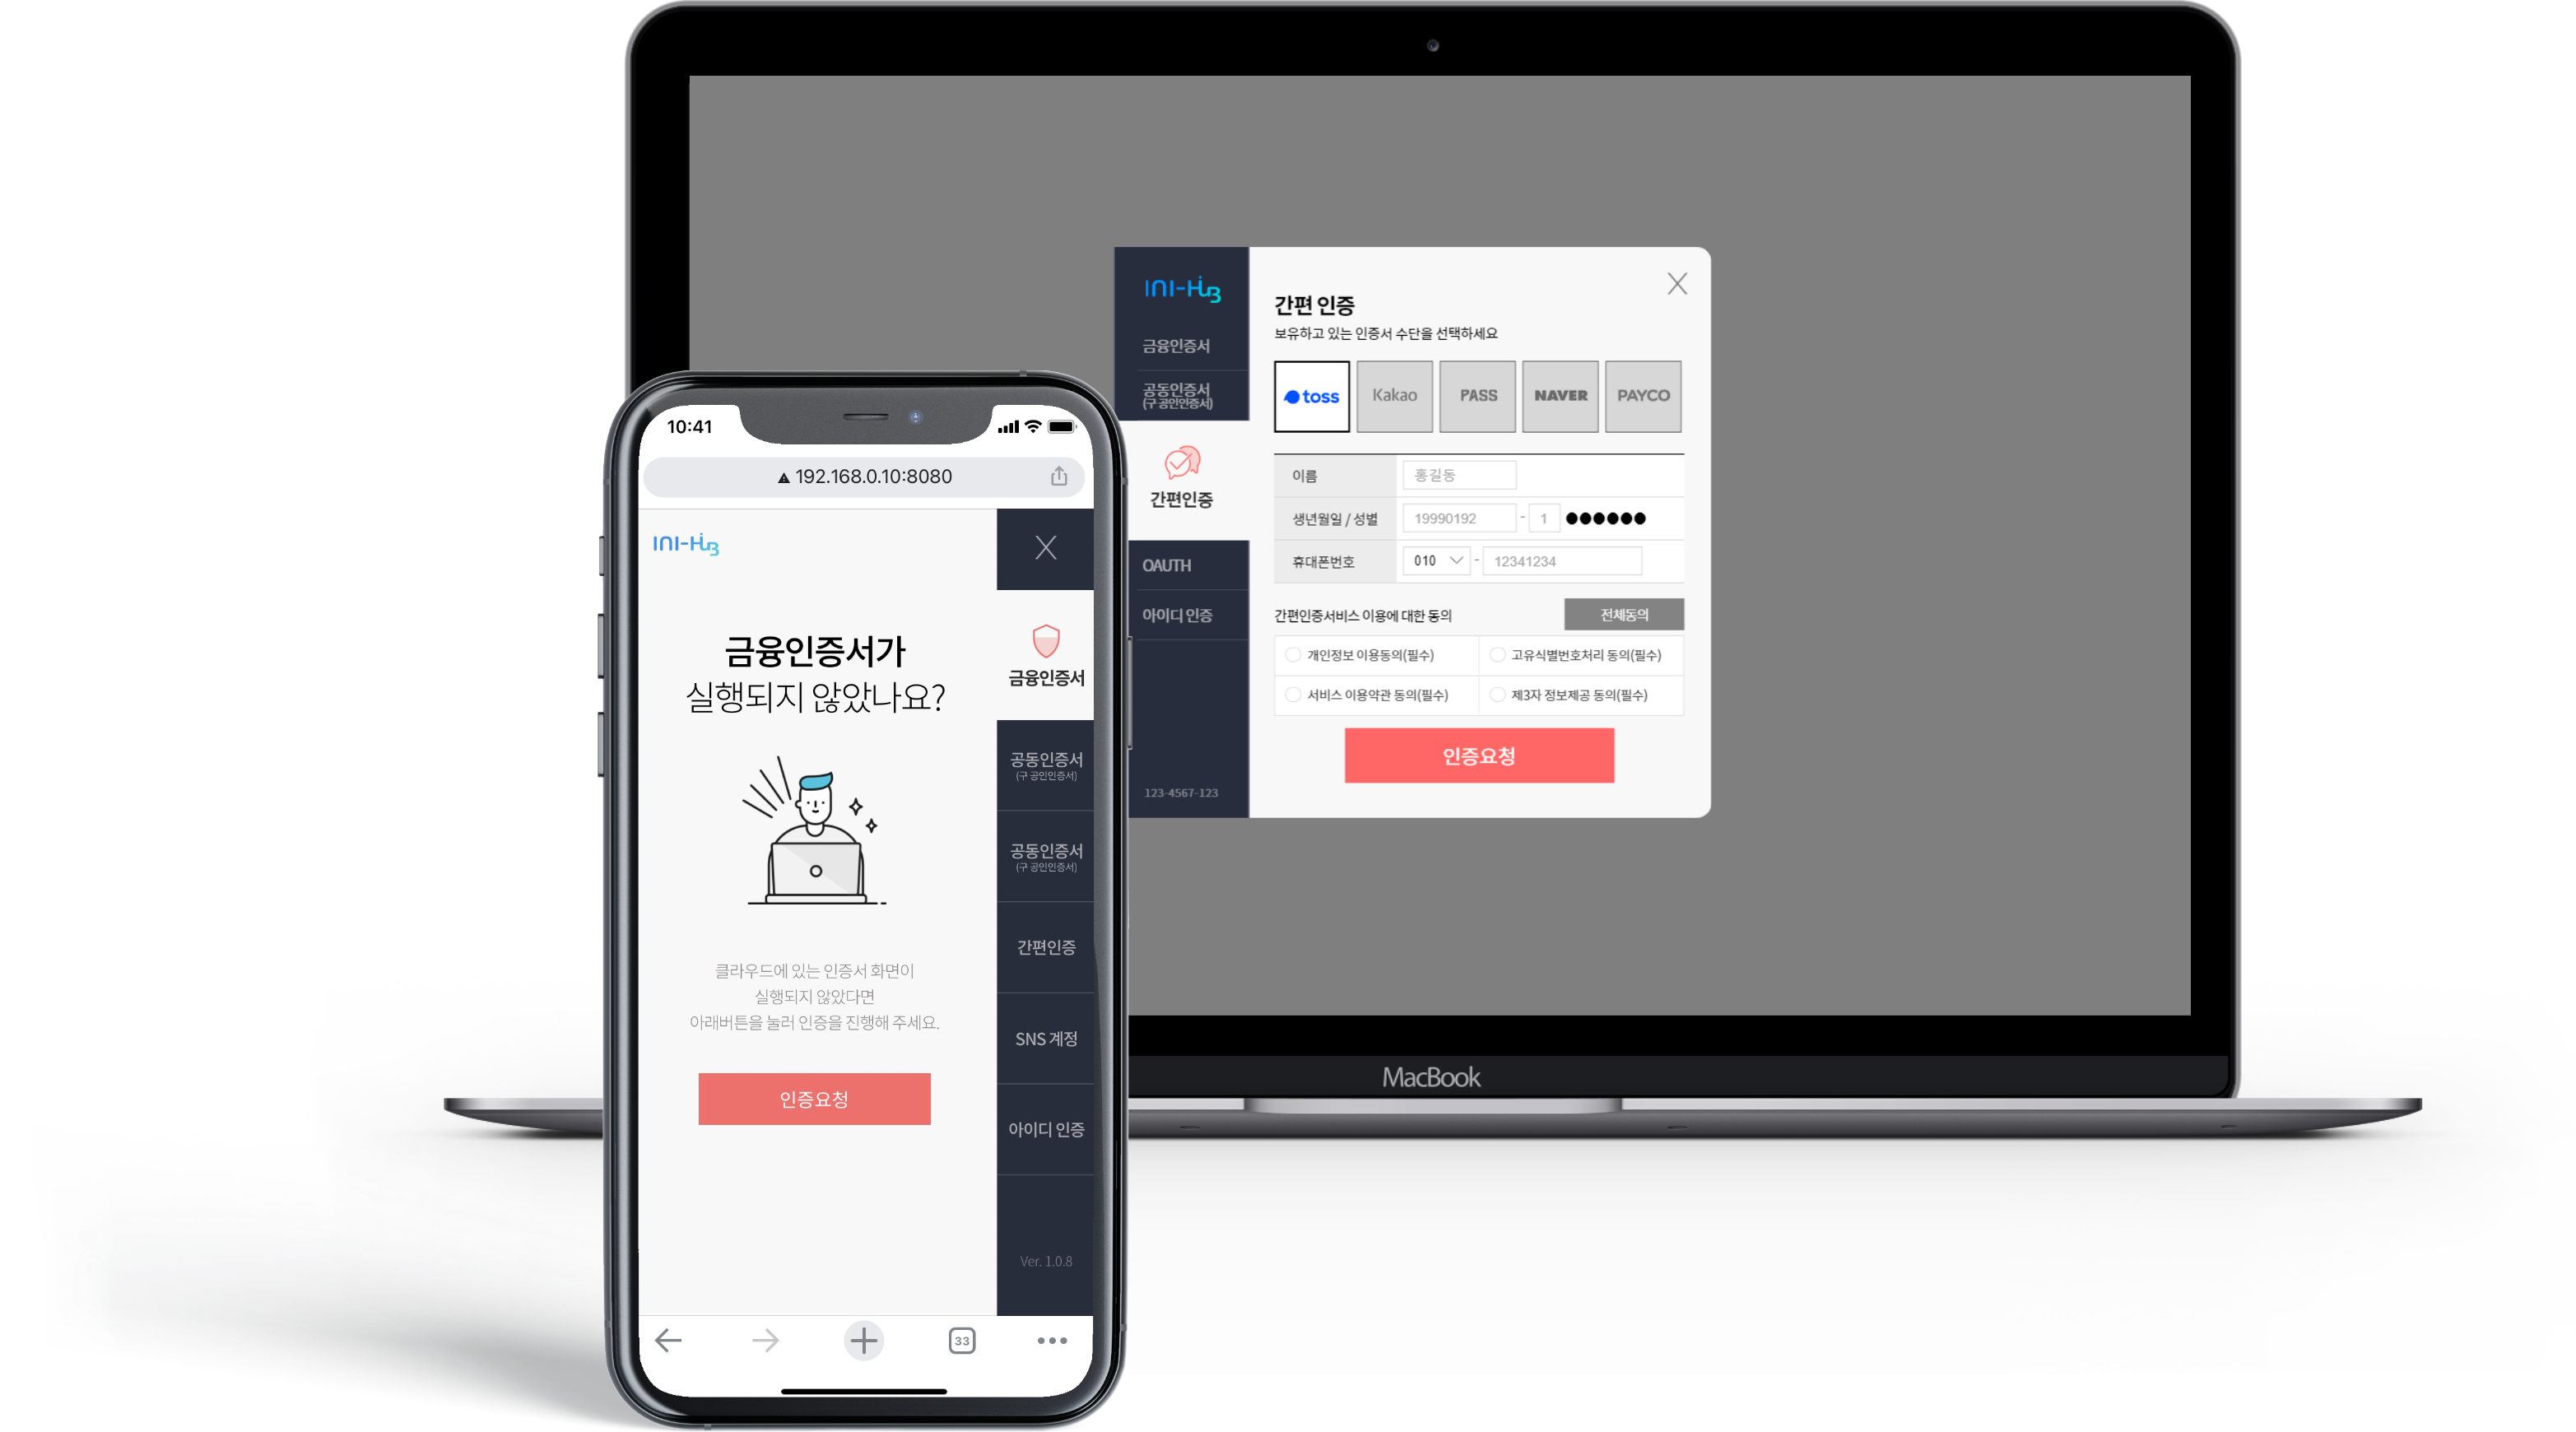 INI-HUB
금융인증서
공동인증서
(구 공인인증서)
간편인증
OAUTH
아이디 인증
123-4567-123
간편 인증
보유하고 있는 인증서 수단을 선택하세요
toss
Kakao
PASS
NAVER
PAYCO
이름
홍길동
생년월일 / 성별
19990192
-
1
●●●●●●
휴대폰번호
010
-
12341234
간편인증서비스 이용에 대한 동의
전체동의
개인정보 이용동의(필수)
고유식별번호처리 동의(필수)
서비스 이용약관 동의(필수)
제3자 정보제공 동의(필수)
인증요청
MacBook
10:41
192.168.0.10:8080
INI-HUB
금융인증서가
실행되지 않았나요?
클라우드에 있는 인증서 화면이
실행되지 않았다면
아래버튼을 눌러 인증을 진행해 주세요.
인증요청
X
금융인증서
공동인증서
(구 공인인증서)
공동인증서
(구 공인인증서)
간편인증
SNS 계정
아이디 인증
Ver. 1.0.8
33